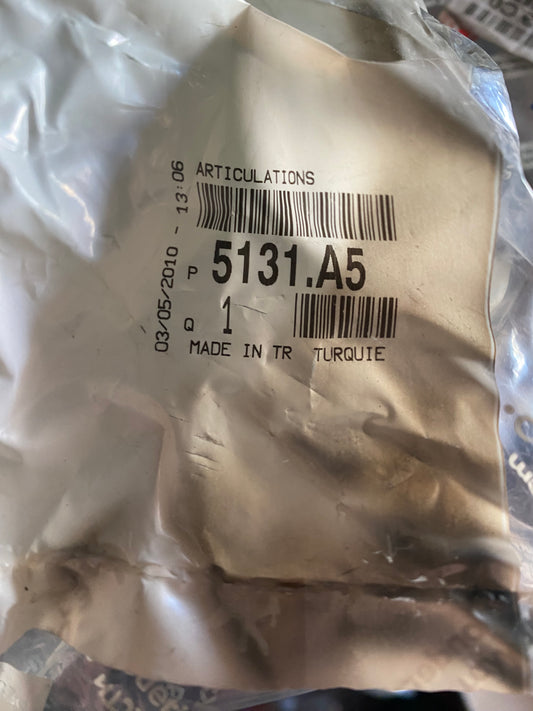 ARTICULATIONS
P 5131.A5
Q 1
MADE IN TR TURQUIE
03/05/2010 - 13:06